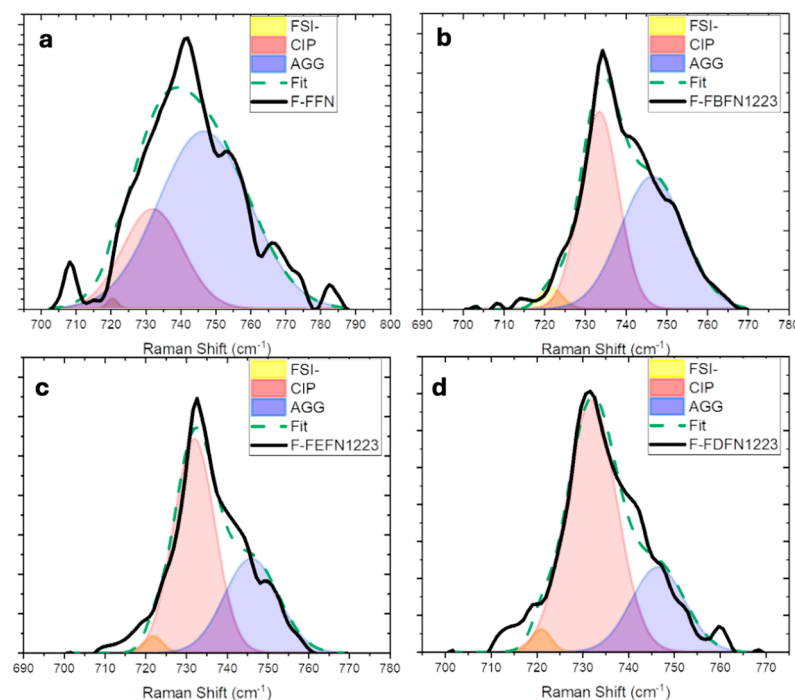 a
FSI-
CIP
AGG
Fit
F-FFN
700 710 720 730 740 750 760 770 780 790 800
Raman Shift (cm-1)
b
FSI-
CIP
AGG
Fit
F-FBFN1223
690 700 710 720 730 740 750 760 770 780
Raman Shift (cm-1)
c
FSI-
CIP
AGG
Fit
F-FEFN1223
690 700 710 720 730 740 750 760 770 780
Raman Shift (cm-1)
d
FSI-
CIP
AGG
Fit
F-FDFN1223
700 710 720 730 740 750 760 770
Raman Shift (cm-1)